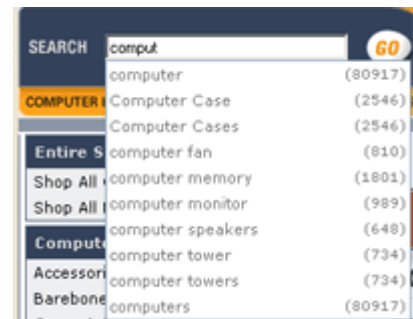 SEARCH comput GO
computer (80917)
COMPUTER Computer Case (2546)
Computer Cases (2546)
Entire S computer fan (810)
Shop All computer memory (1801)
Shop All computer monitor (989)
computer speakers (648)
Comput computer tower (734)
Accessori computer towers (734)
Barebone computers (80917)